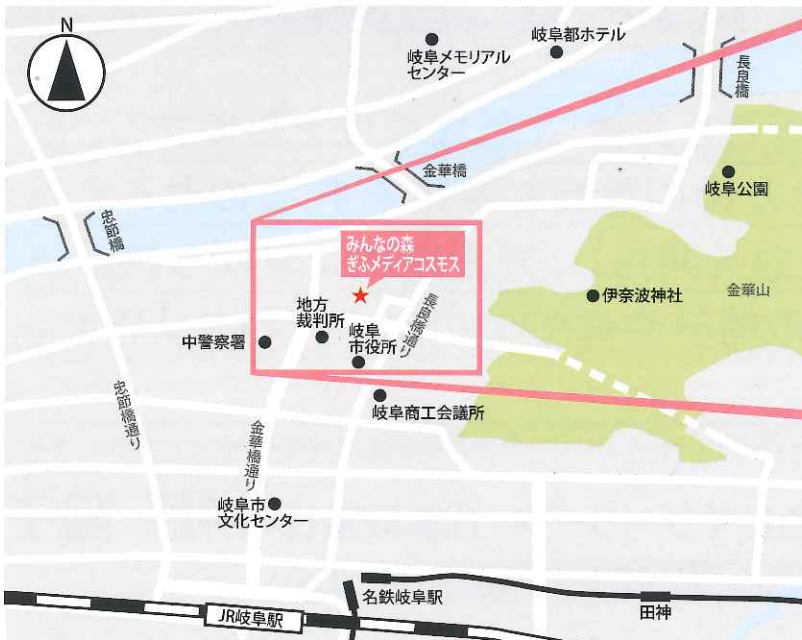 N
岐阜メモリアル
センター
岐阜都ホテル
長良橋
金華橋
岐阜公園
忠節橋
みんなの森
ぎふメディアコスモス
伊奈波神社
金華山
地方
裁判所
長良橋通り
中警察署
岐阜
市役所
岐阜商工会議所
忠節橋通り
金華橋通り
岐阜市
文化センター
名鉄岐阜駅
田神
JR岐阜駅